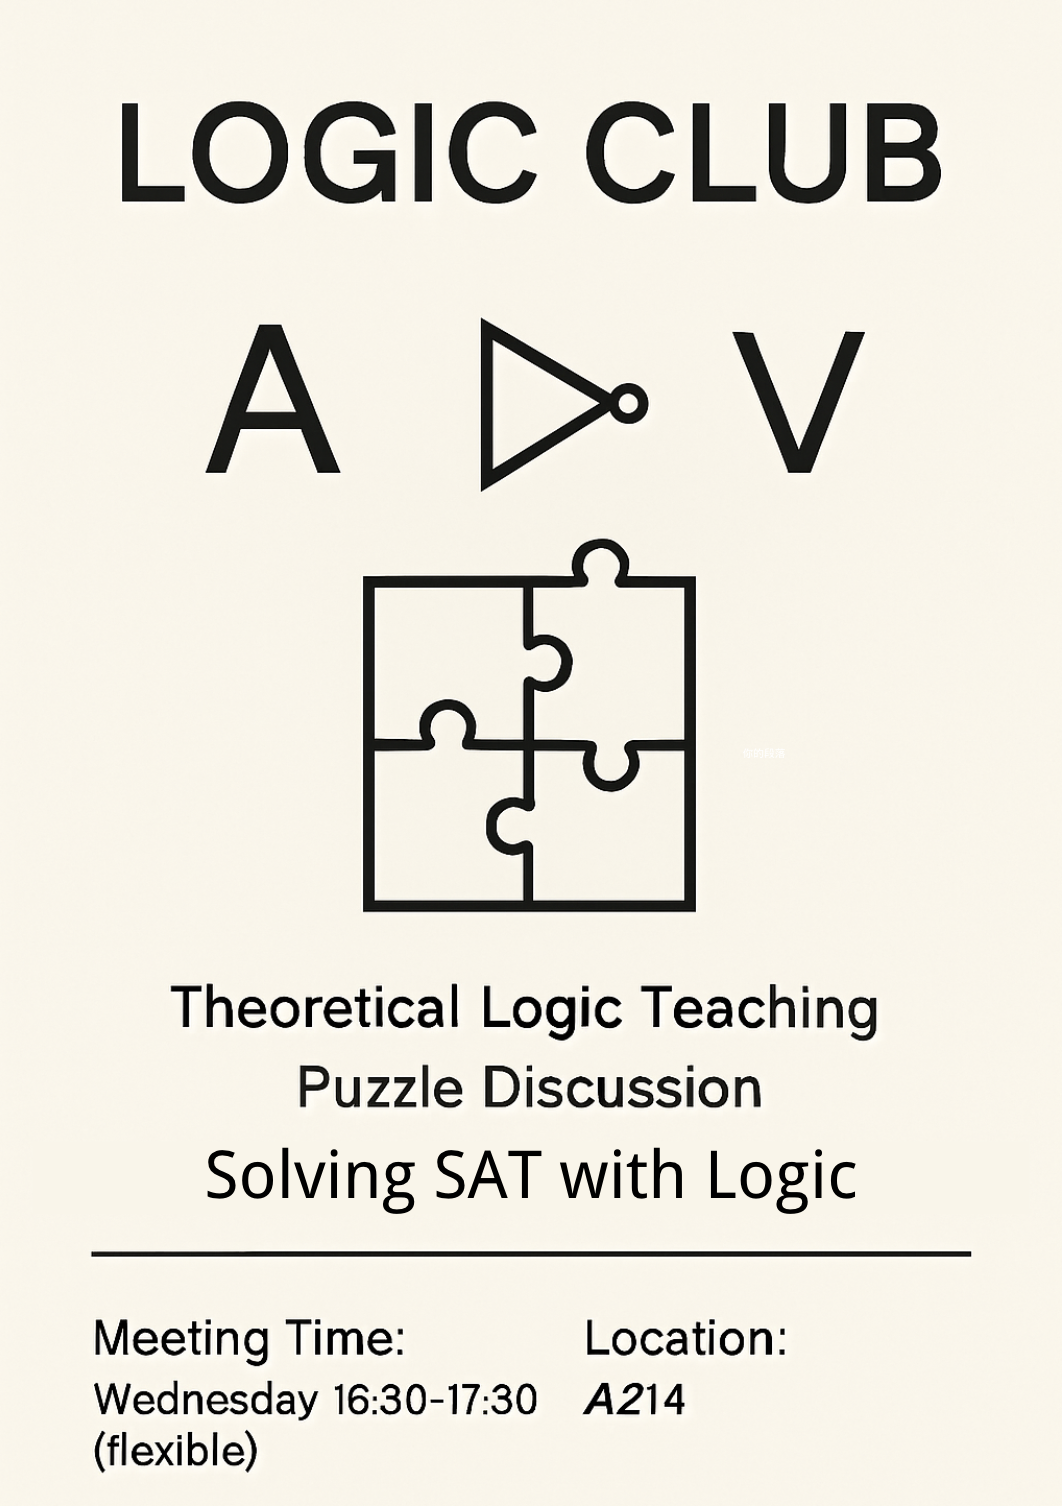 LOGIC CLUB
A V
Theoretical Logic Teaching
Puzzle Discussion
Solving SAT with Logic
Meeting Time:
Wednesday 16:30-17:30
(flexible)
Location:
A214